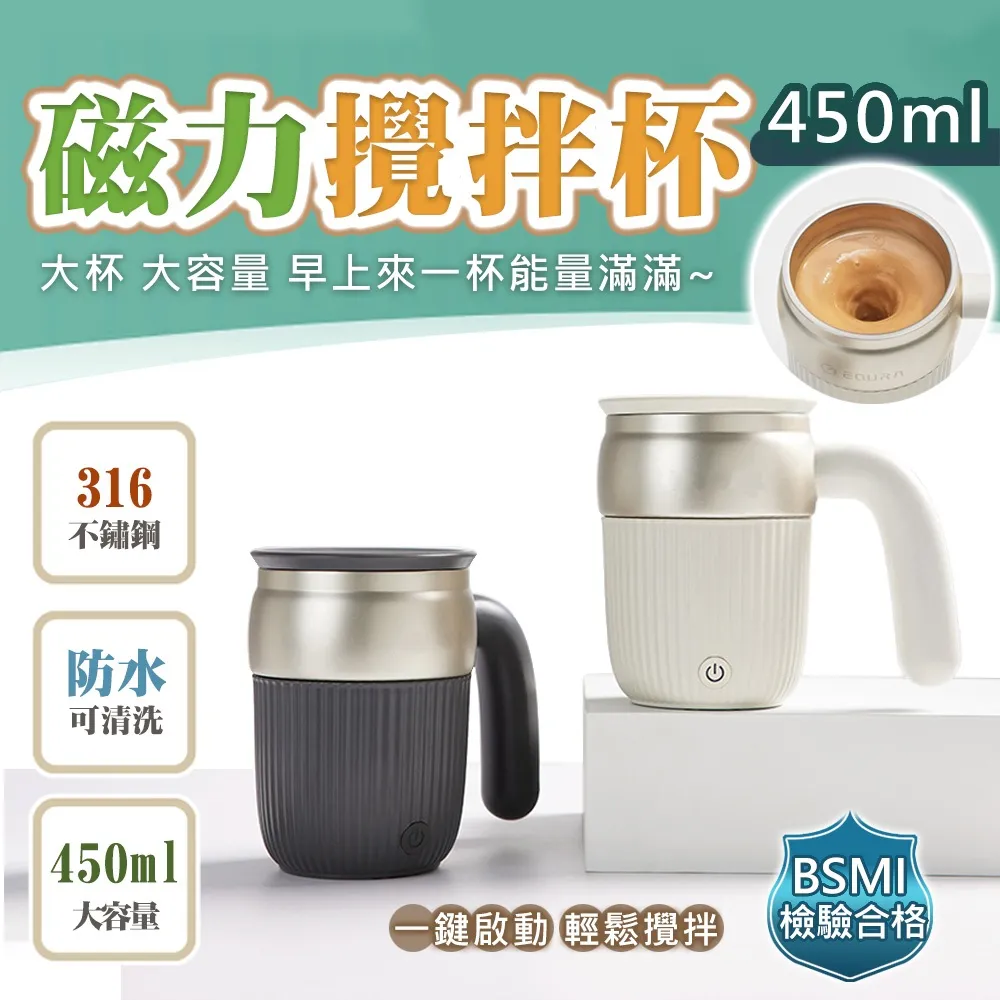 磁力攪拌杯
450ml
大杯 大容量 早上來一杯能量滿滿~
316
不鏽鋼
防水
可清洗
450ml
大容量
一鍵啟動 輕鬆攪拌
BSMI
檢驗合格